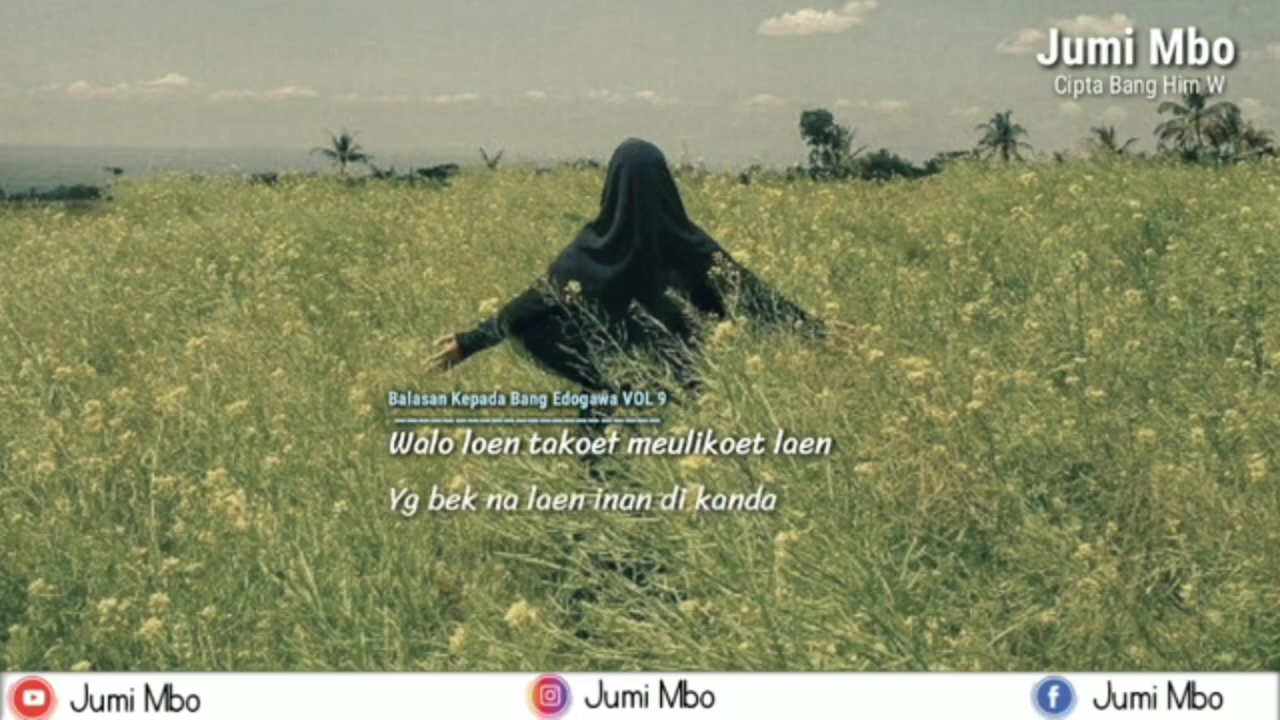 Jumi Mbo
Cipta Bang Him W
Balasan Kepada Bang Edogawa VOL 9
Walo loen takoet meulikoet laen
Yg bek na laen inan di kanda
Jumi Mbo
Jumi Mbo
Jumi Mbo